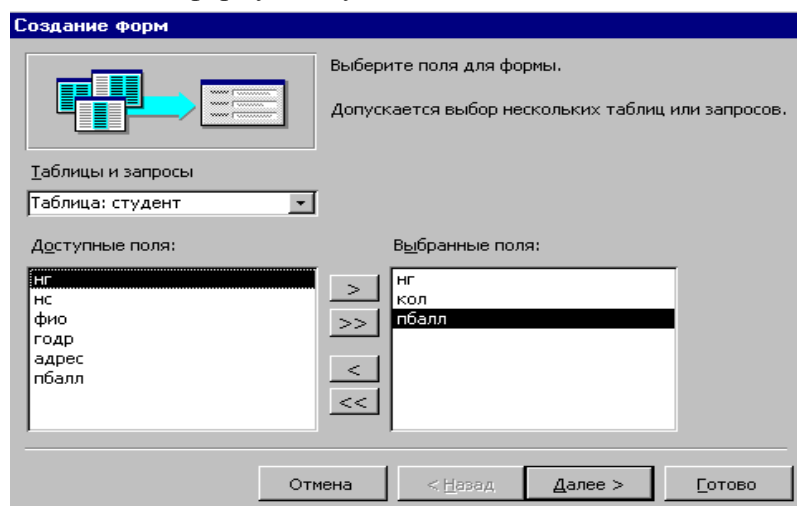 Создание форм
Выберите поля для формы.
Допускается выбор нескольких таблиц или запросов.
Таблицы и запросы
Таблица: студент
Доступные поля:
Выбранные поля:
нг
нс
фио
годр
адрес
пбалл
>
>>
<
<<
нг
кол
пбалл
Отмена
< Назад
Далее >
Готово